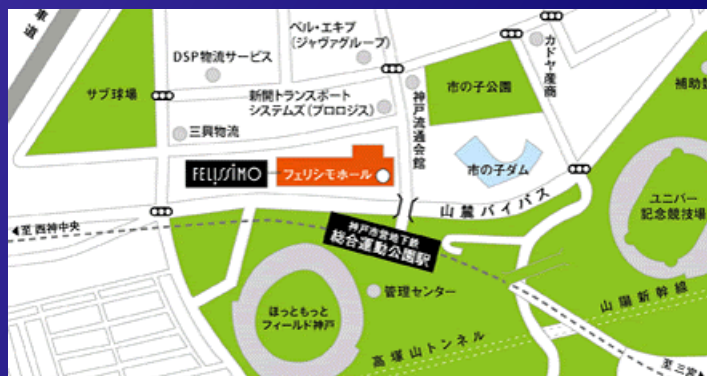 車道
ベル・エキプ
(ジャヴァグループ)
DSP物流サービス
カドヤ産商
サブ球場
新開トランスポート
システムズ(プロロジス)
神戸流通会館
市の子公園
補助競
三興物流
FELISSIMO
フェリシモホール
市の子ダム
ユニバー
記念競技場
山麓バイパス
至 西神中央
神戸市営地下鉄
総合運動公園駅
管理センター
ほっともっと
フィールド神戸
山陽新幹線
高塚山トンネル
至 三宮